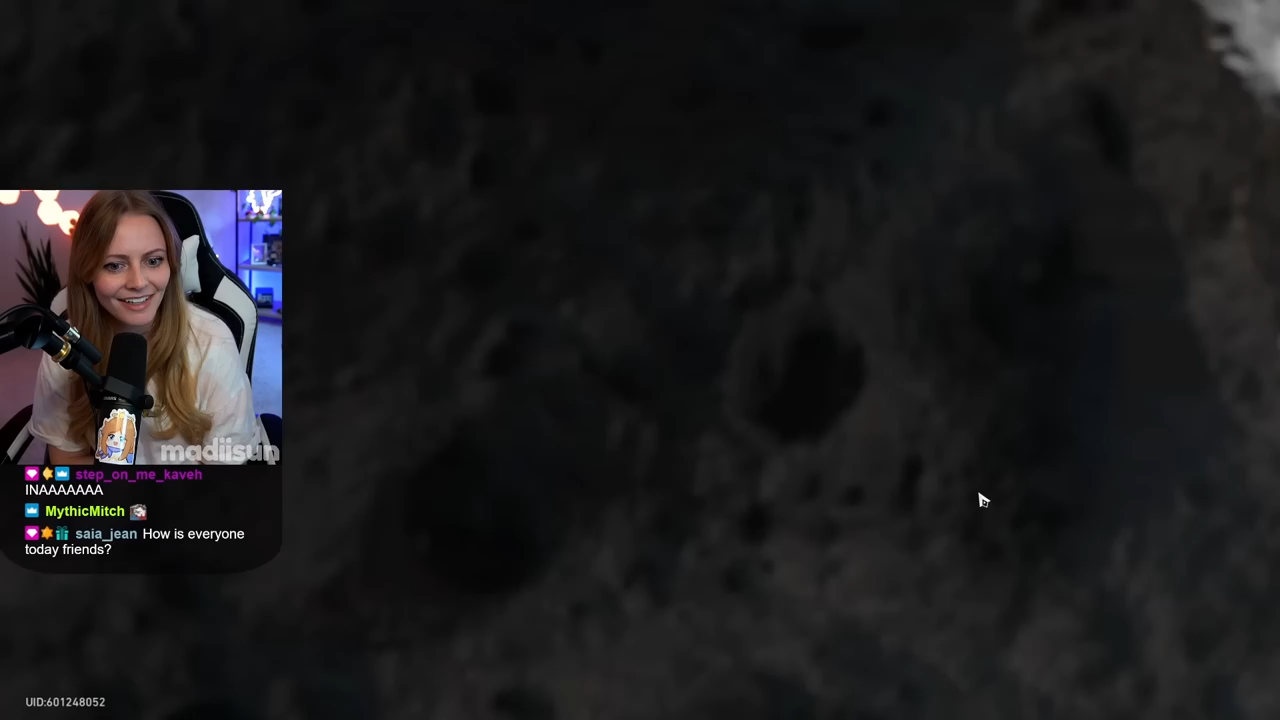 madiisun
step_on_me_kaveh
INAAAAAAA
MythicMitch
saia_jean How is everyone
today friends?
UID:601248052